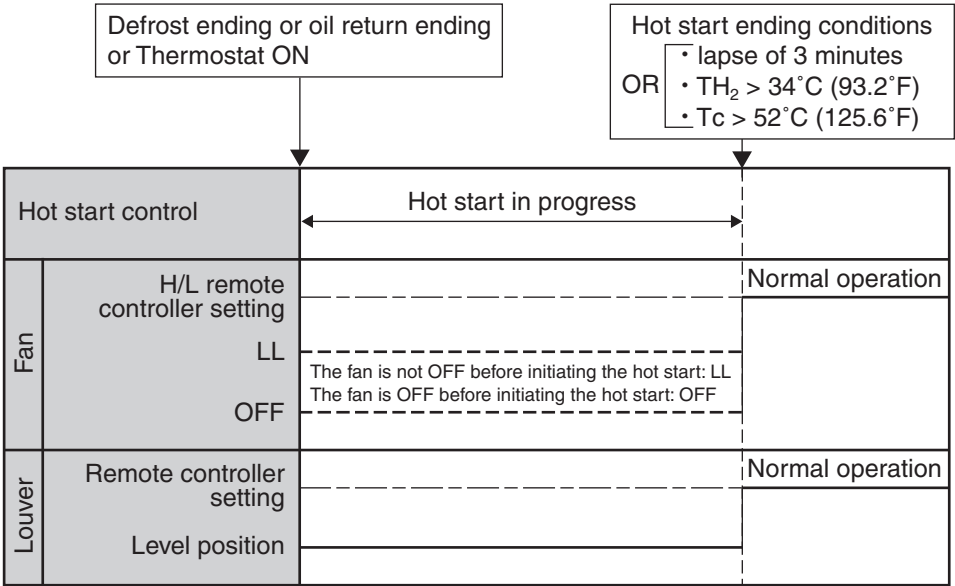 Defrost ending or oil return ending
or Thermostat ON
Hot start ending conditions
OR
・lapse of 3 minutes
・TH₂ > 34˚C (93.2˚F)
・Tc > 52˚C (125.6˚F)
Hot start control
Hot start in progress
Fan
H/L remote
controller setting
Normal operation
LL
The fan is not OFF before initiating the hot start: LL
The fan is OFF before initiating the hot start: OFF
OFF
Louver
Remote controller
setting
Normal operation
Level position